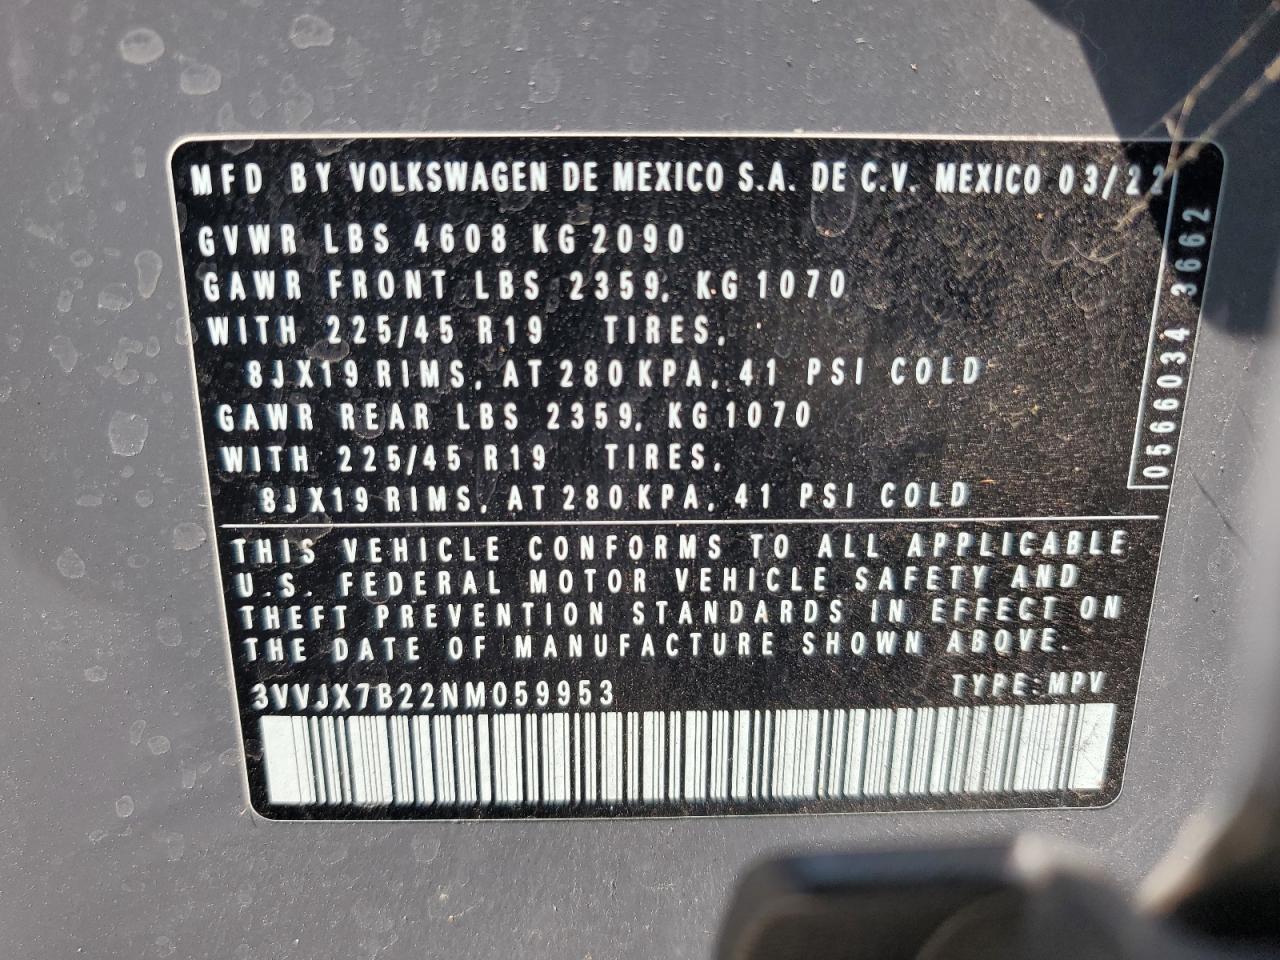 MFD BY VOLKSWAGEN DE MEXICO S.A. DE C.V. MEXICO 03/22
GVWR LBS 4608 KG 2090
GAWR FRONT LBS 2359, KG 1070
WITH 225/45 R19 TIRES,
8JX19 RIMS, AT 280 KPA, 41 PSI COLD
GAWR REAR LBS 2359, KG 1070
WITH 225/45 R19 TIRES,
8JX19 RIMS, AT 280 KPA, 41 PSI COLD
0566034 3662
THIS VEHICLE CONFORMS TO ALL APPLICABLE
U.S. FEDERAL MOTOR VEHICLE SAFETY AND
THEFT PREVENTION STANDARDS IN EFFECT ON
THE DATE OF MANUFACTURE SHOWN ABOVE.
3VVJX7B22NM059953 TYPE:MPV